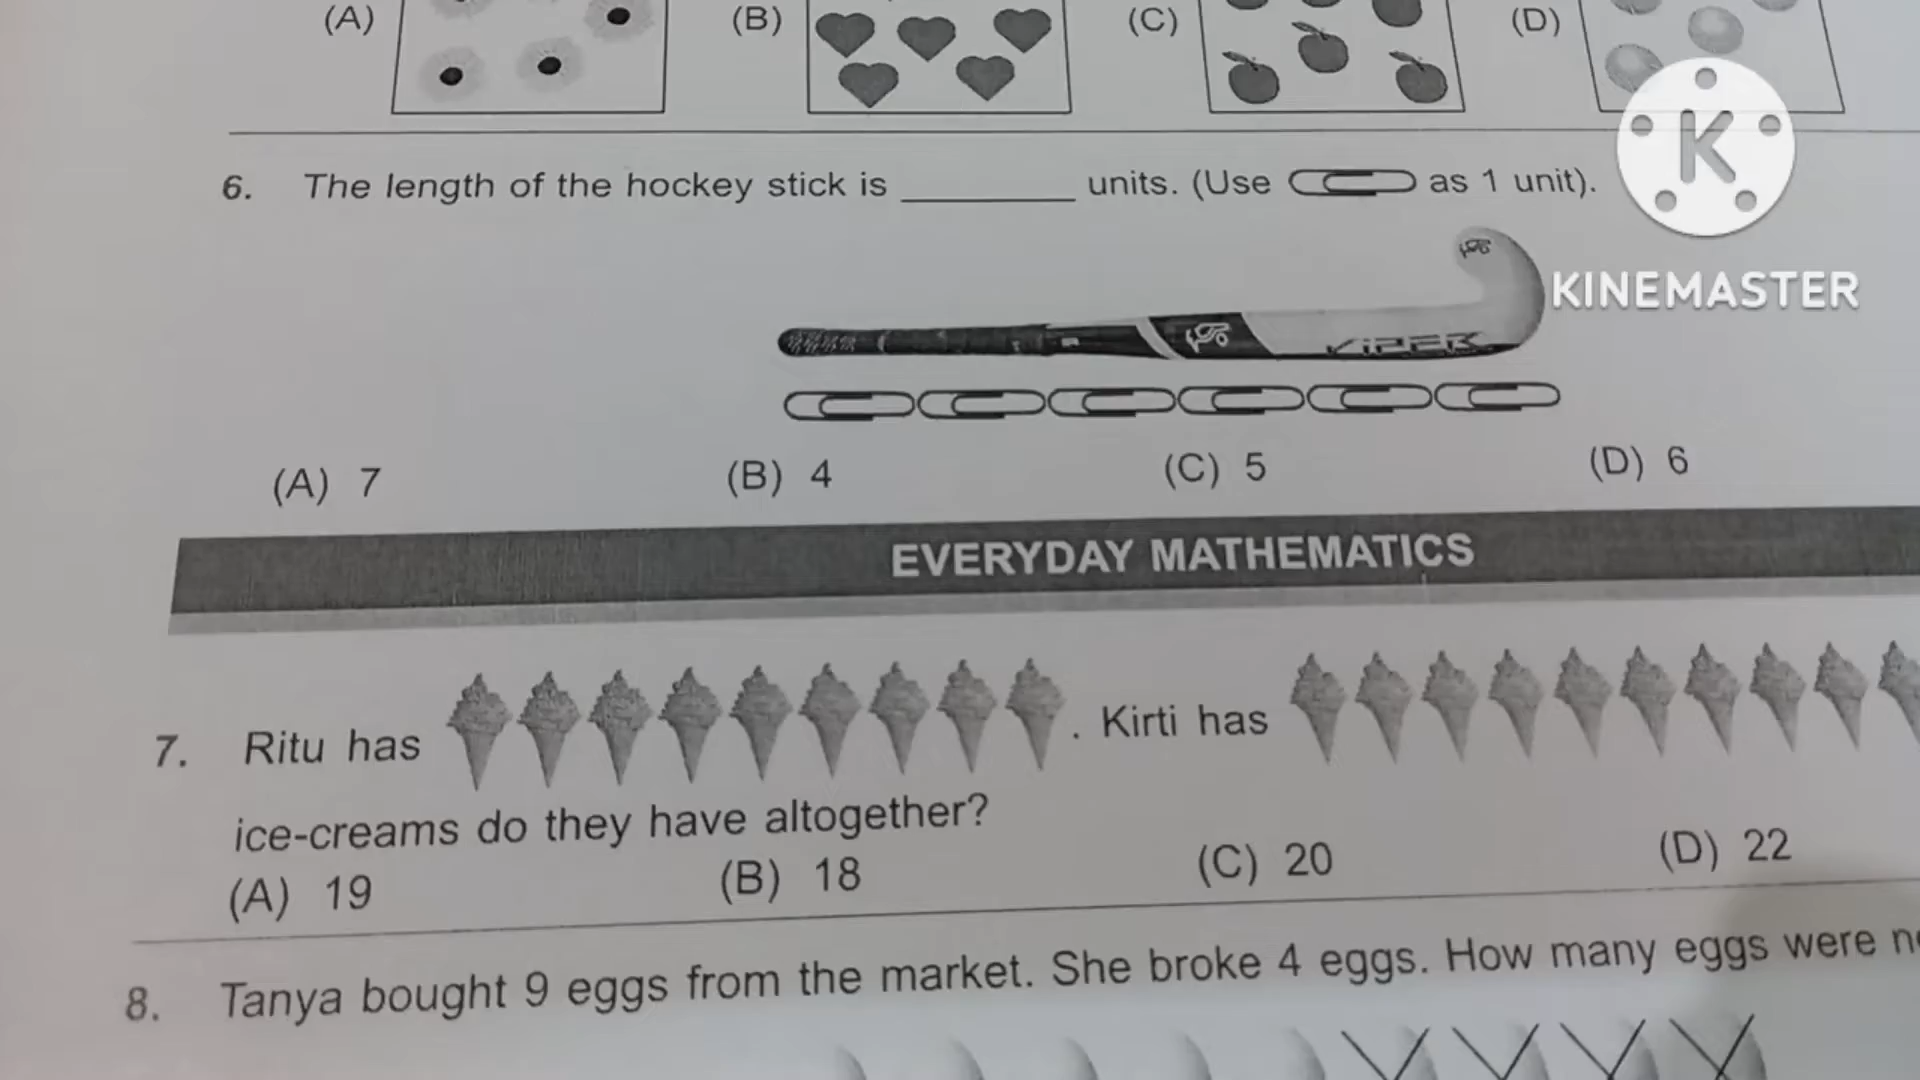 (A) (B) (C) (D)
6. The length of the hockey stick is ________ units. (Use as 1 unit).
K
KINEMASTER
VIPER
(A) 7 (B) 4 (C) 5 (D) 6
EVERYDAY MATHEMATICS
7. Ritu has . Kirti has
ice-creams do they have altogether?
(A) 19 (B) 18 (C) 20 (D) 22
8. Tanya bought 9 eggs from the market. She broke 4 eggs. How many eggs were